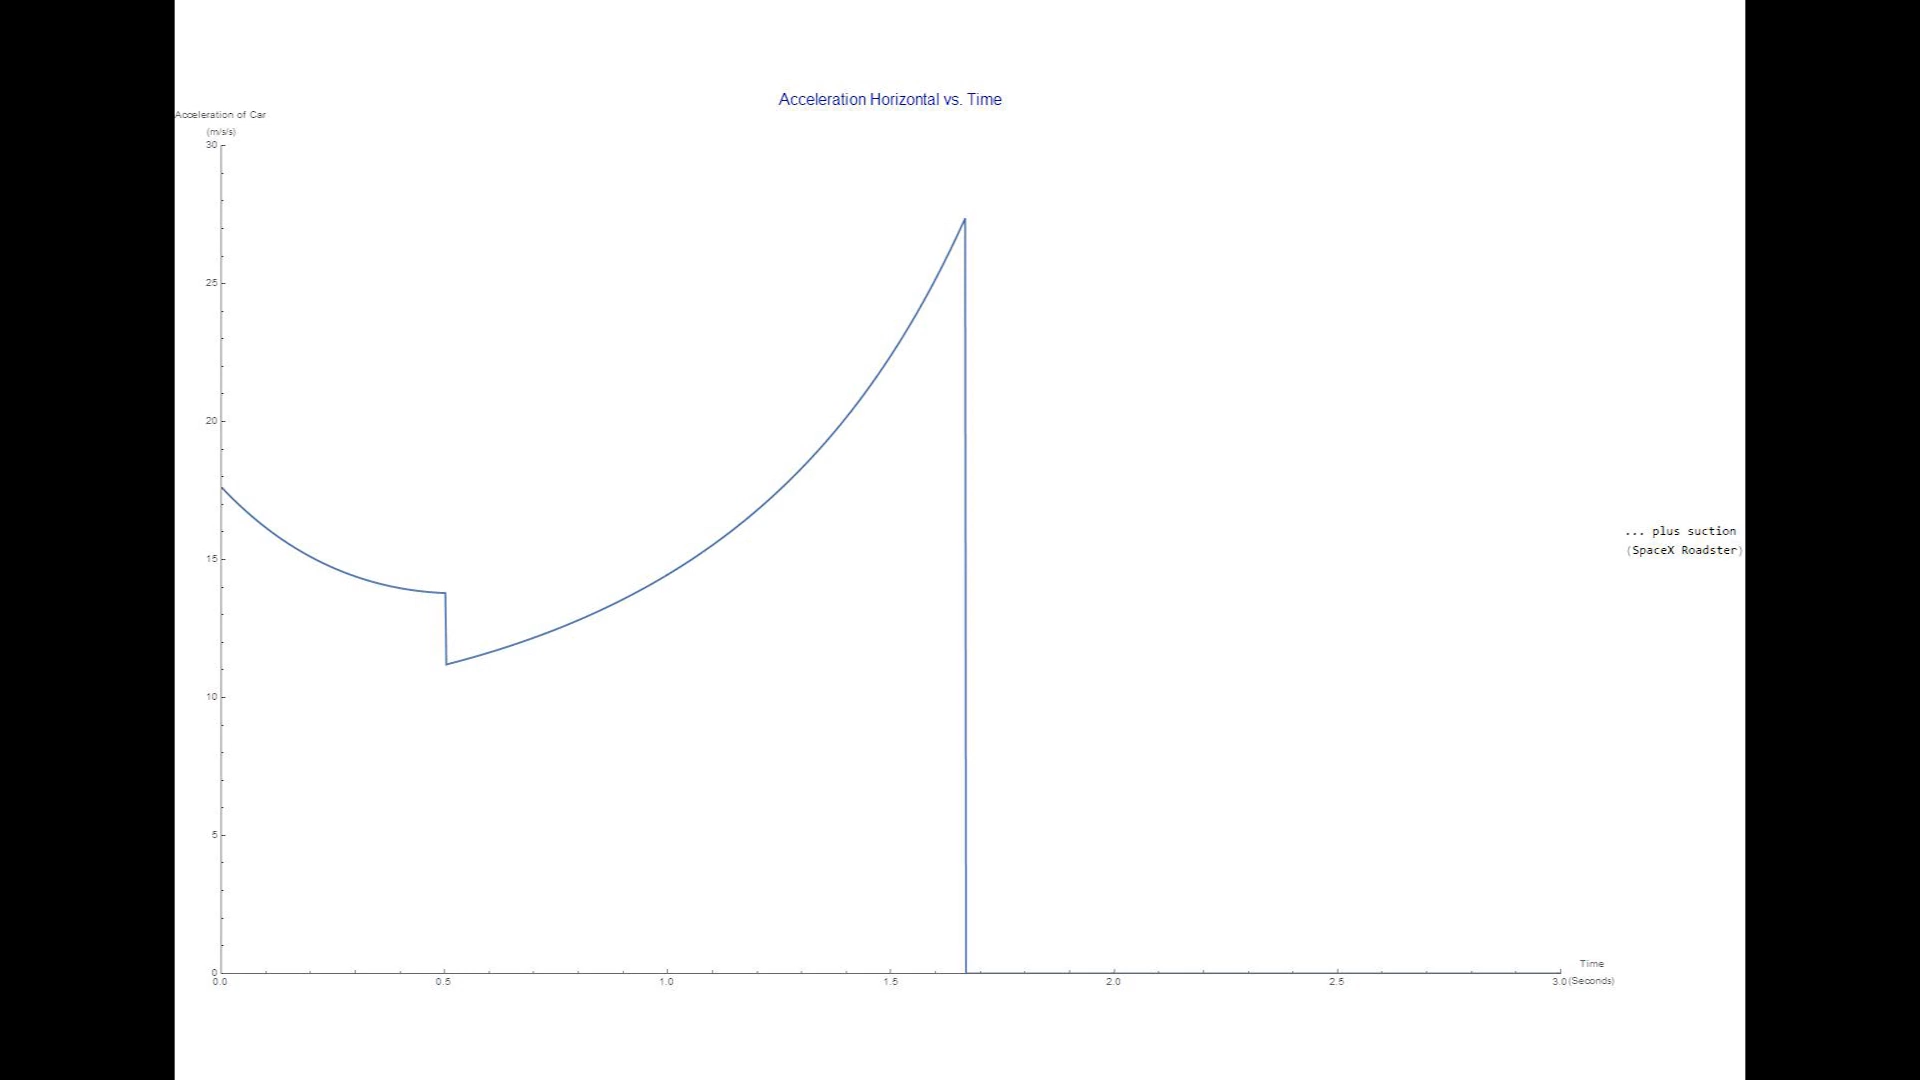 Acceleration Horizontal vs. Time
Acceleration of Car
(m/s/s)
30
25
20
15
10
5
0
0.0 0.5 1.0 1.5 2.0 2.5 3.0
Time
(Seconds)
... plus suction
(SpaceX Roadster)